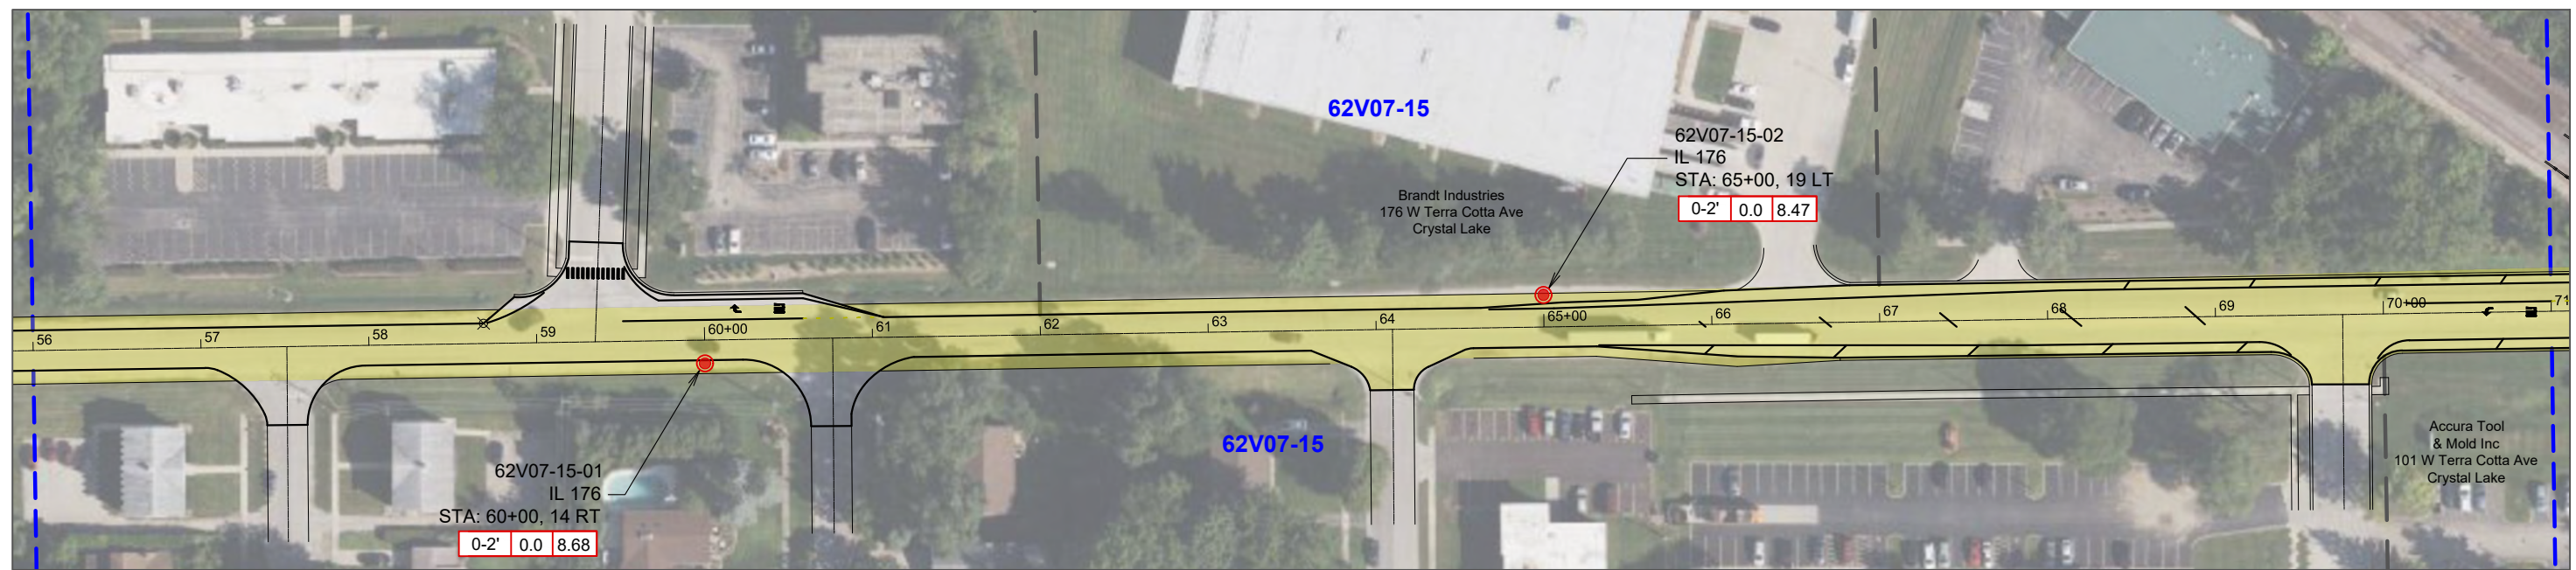 62V07-15
62V07-15-02
IL 176
STA: 65+00, 19 LT
0-2' 0.0 8.47
Brandt Industries
176 W Terra Cotta Ave
Crystal Lake
56 57 58 59 60+00 61 62 63 64 65+00 66 67 68 69 70+00 71
62V07-15-01
IL 176
STA: 60+00, 14 RT
0-2' 0.0 8.68
62V07-15
Accura Tool
& Mold Inc
101 W Terra Cotta Ave
Crystal Lake